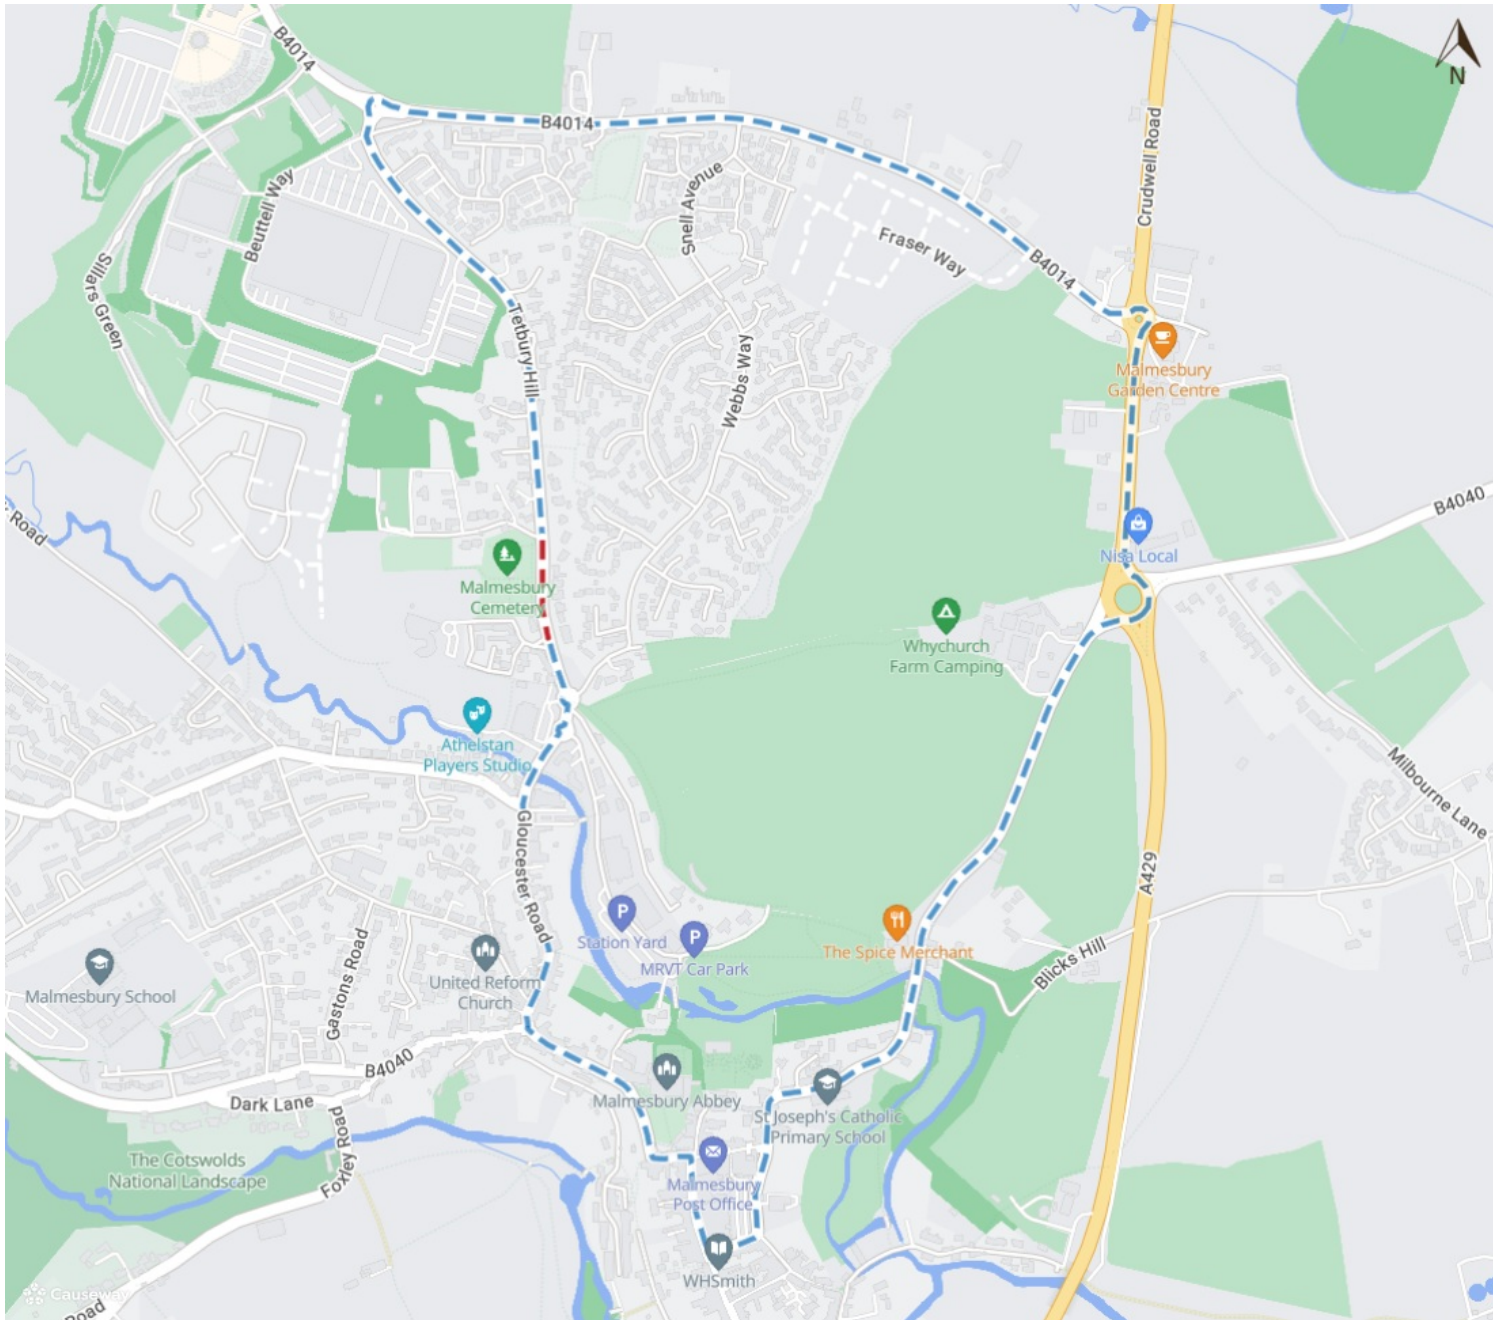 B4014
N
B4014
Crudwell Road
Snell Avenue
Beuttell Way
Fraser Way
B4014
Sillars Green
Tetbury Hill
Webbs Way
Malmesbury
Garden Centre
B4040
Road
Nisa Local
Malmesbury
Cemetery
Whychurch
Farm Camping
Athelstan
Players Studio
Milbourne Lane
Gloucester Road
A429
P
Station Yard
P
MRVT Car Park
The Spice Merchant
Blicks Hill
Gastons Road
United Reform
Church
Malmesbury School
B4040
Dark Lane
Malmesbury Abbey
St Joseph's Catholic
Primary School
Foxley Road
The Cotswolds
National Landscape
Malmesbury
Post Office
WHSmith
Causeway
Road